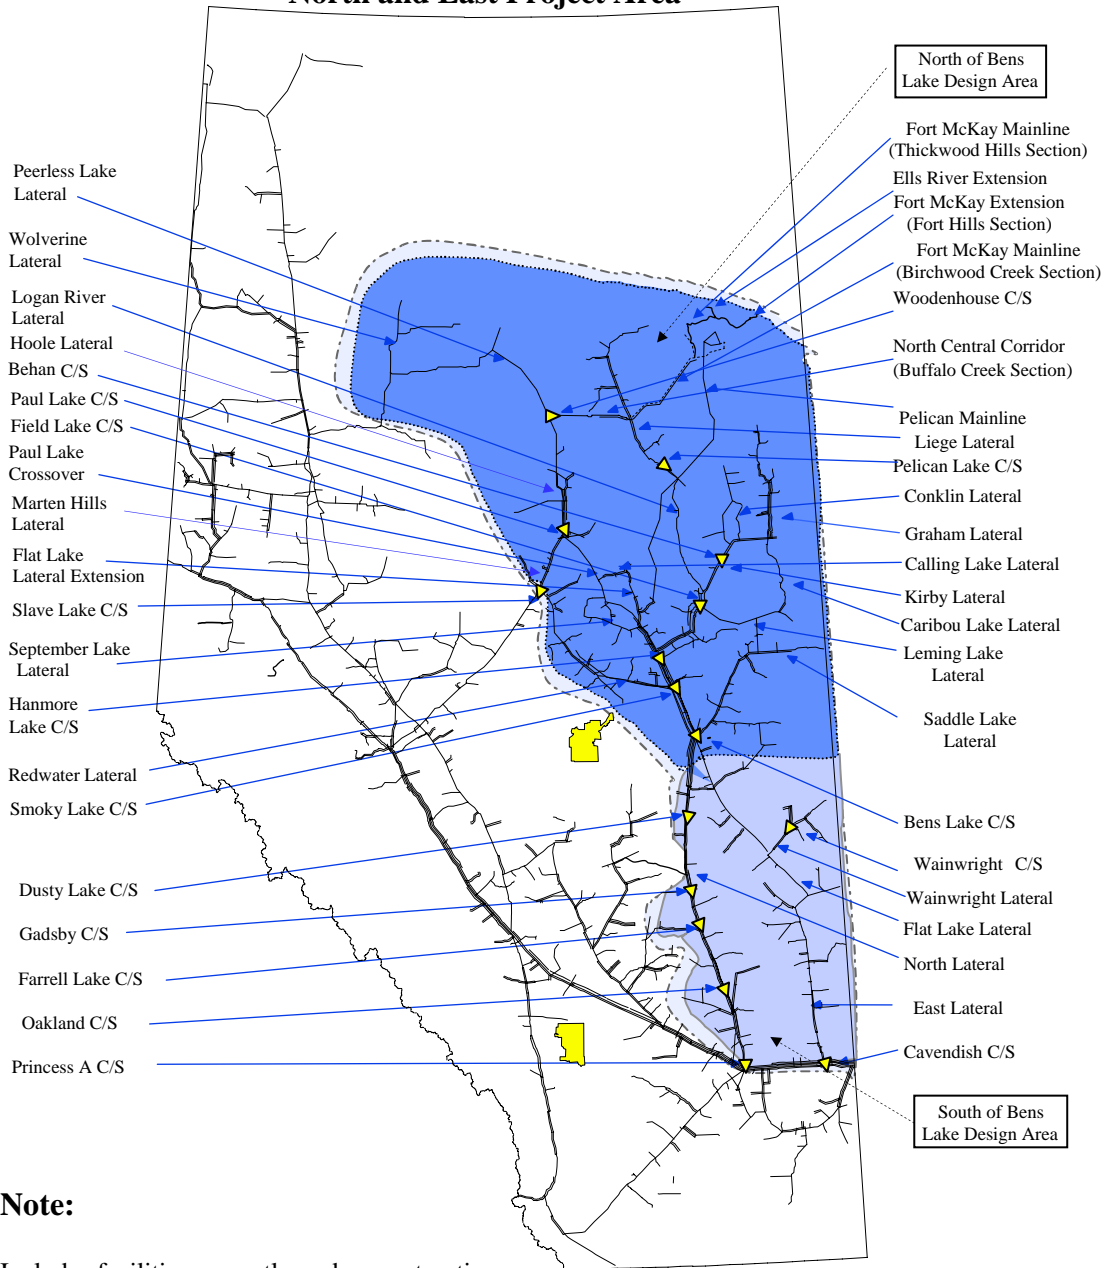 North and East Project Area
North of Bens
Lake Design Area
Fort McKay Mainline
(Thickwood Hills Section)
Ells River Extension
Fort McKay Extension
(Fort Hills Section)
Fort McKay Mainline
(Birchwood Creek Section)
Woodenhouse C/S
North Central Corridor
(Buffalo Creek Section)
Pelican Mainline
Liege Lateral
Pelican Lake C/S
Conklin Lateral
Graham Lateral
Calling Lake Lateral
Kirby Lateral
Caribou Lake Lateral
Leming Lake
Lateral
Saddle Lake
Lateral
Bens Lake C/S
Wainwright C/S
Wainwright Lateral
Flat Lake Lateral
North Lateral
East Lateral
Cavendish C/S
South of Bens
Lake Design Area
Peerless Lake
Lateral
Wolverine
Lateral
Logan River
Lateral
Hoole Lateral
Behan C/S
Paul Lake C/S
Field Lake C/S
Paul Lake
Crossover
Marten Hills
Lateral
Flat Lake
Lateral Extension
Slave Lake C/S
September Lake
Lateral
Hanmore
Lake C/S
Redwater Lateral
Smoky Lake C/S
Dusty Lake C/S
Gadsby C/S
Farrell Lake C/S
Oakland C/S
Princess A C/S
Note: